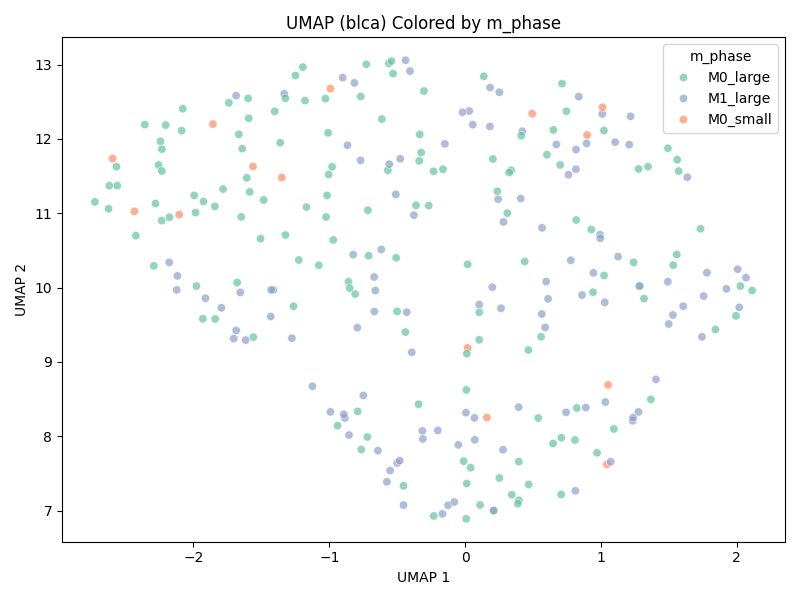 UMAP (blca) Colored by m_phase
m_phase
M0_large
M1_large
M0_small
13
12
11
10
9
8
7
UMAP 2
−2
−1
0
1
2
UMAP 1